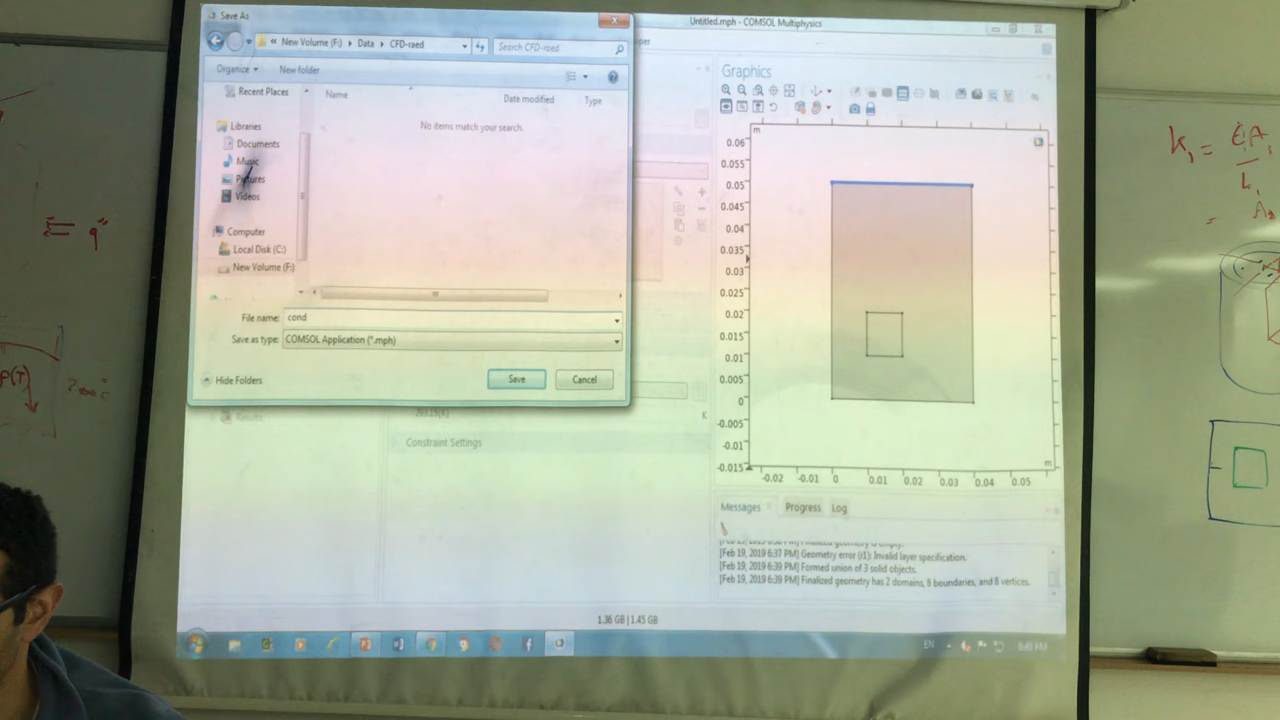 Save As
New Volume (F:) Data CFD-raed
Search CFD-raed
Organize New folder
Recent Places
Name Date modified Type
No items match your search.
Libraries
Documents
Music
Pictures
Videos
Computer
Local Disk (C:)
New Volume (F:)
File name: cond
Save as type: COMSOL Application (*.mph)
Hide Folders
Save Cancel
Results
293.15[K] K
Constraint Settings
Untitled.mph - COMSOL Multiphysics
Graphics
m
0.06
0.055
0.05
0.045
0.04
0.035
0.03
0.025
0.02
0.015
0.01
0.005
0
-0.005
-0.01
-0.015
m
-0.02 -0.01 0 0.01 0.02 0.03 0.04 0.05
Messages Progress Log
[Feb 19, 2019 6:37 PM] Geometry error (r1): Invalid layer specification.
[Feb 19, 2019 6:39 PM] Formed union of 3 solid objects.
[Feb 19, 2019 6:39 PM] Finalized geometry has 2 domains, 8 boundaries, and 8 vertices.
1.36 GB | 1.45 GB
EN
q"